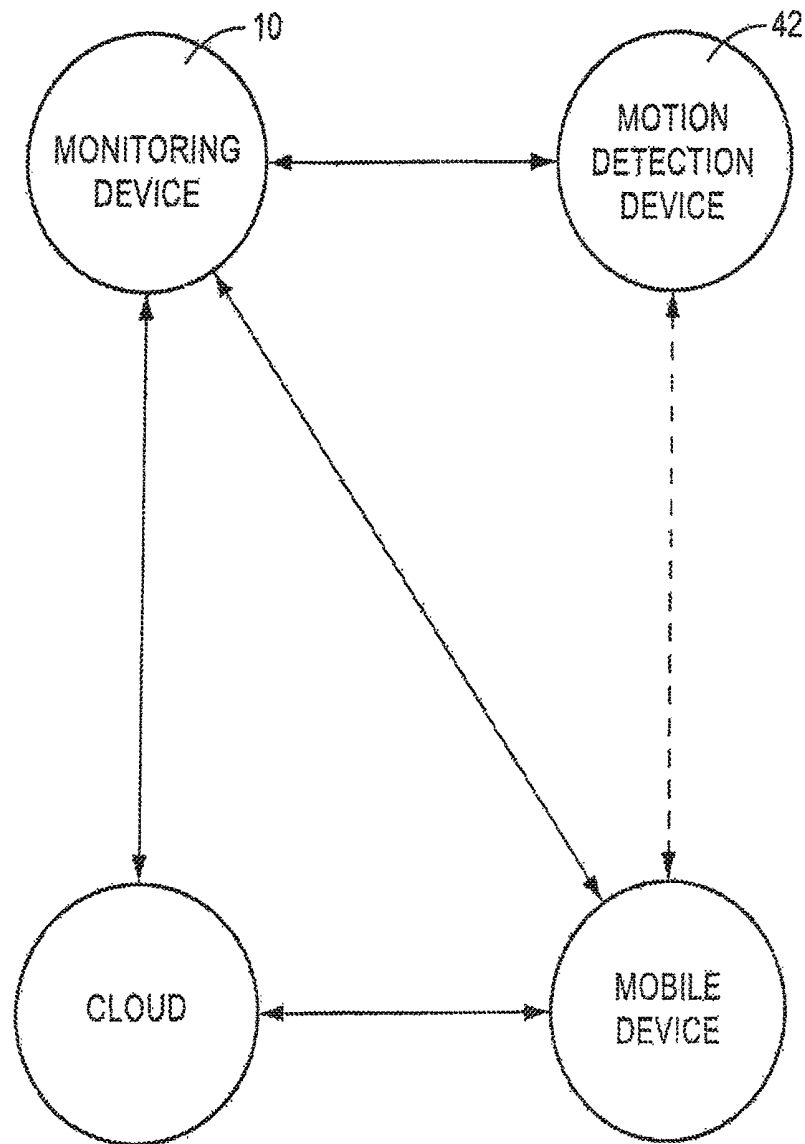 10
42
MONITORING
DEVICE
MOTION
DETECTION
DEVICE
CLOUD
MOBILE
DEVICE